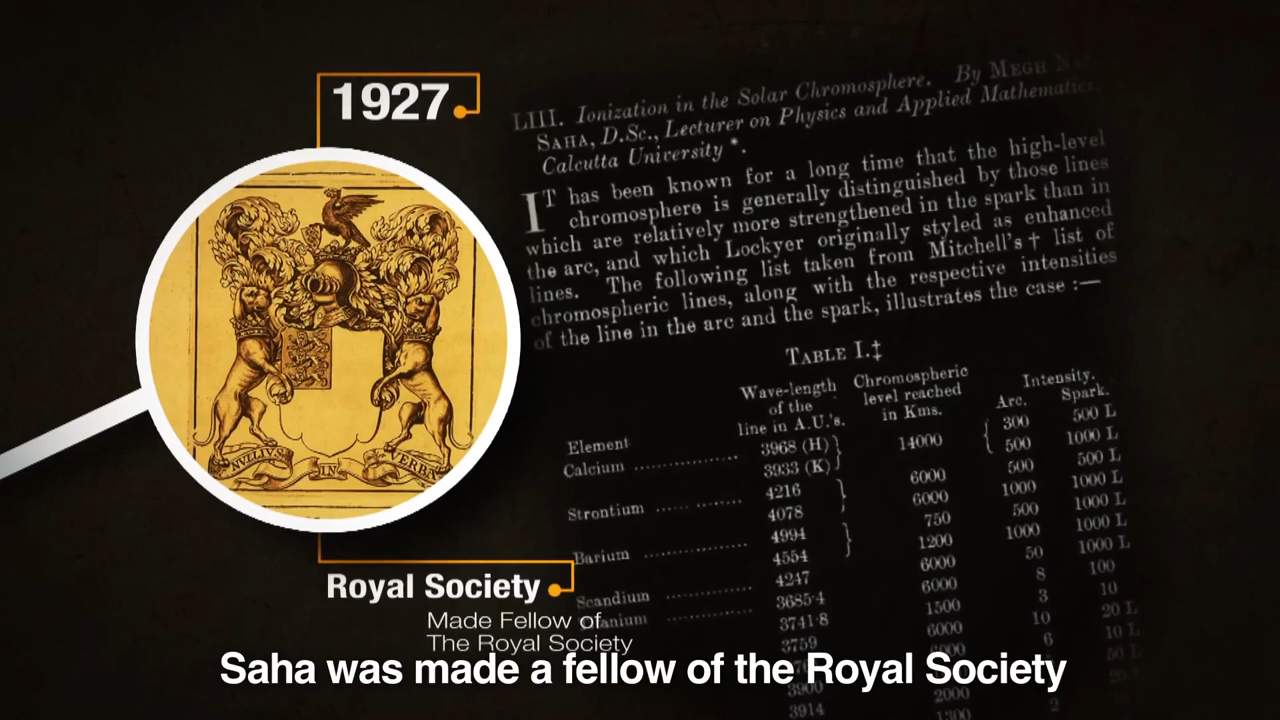 1927
NVLLIVS IN VERBA
LIII. Ionization in the Solar Chromosphere. By MEGH
SAHA, D.Sc., Lecturer on Physics and Applied Mathematics,
Calcutta University *.
IT has been known for a long time that the high-level
chromosphere is generally distinguished by those lines
which are relatively more strengthened in the spark than in
the arc, and which Lockyer originally styled as enhanced
lines. The following list taken from Mitchell's † list of
chromospheric lines, along with the respective intensities
of the line in the arc and the spark, illustrates the case :—
TABLE I.‡
Element
Wave-length of the line in A.U.'s.
Chromospheric level reached in Kms.
Intensity.
Arc. Spark.
Calcium .................. 3968 (H) } 14000 { 300 500 L
3933 (K) } 500 1000 L
Strontium ...... ........ 4216 } 6000 500 500 L
4078 } 6000 1000 1000 L
Barium .................. 4994 } 750 500 1000 L
4554 } 1200 1000 1000 L
Scandium ............... 4247 6000 50 1000 L
3685·4 6000 8 100
3741·8 1500 3 10
3759 6000 10 20 L
6 10 L
3900
3914 2000
Royal Society
Made Fellow of
The Royal Society
Saha was made a fellow of the Royal Society